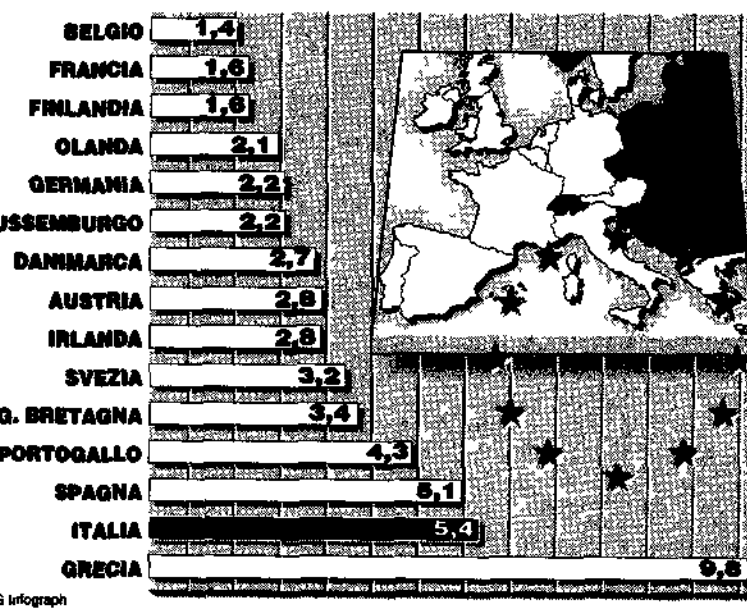 BELGIO 1,4
FRANCIA 1,6
FINLANDIA 1,6
OLANDA 2,1
GERMANIA 2,2
USSEMBURGO 2,2
DANIMARCA 2,7
AUSTRIA 2,8
IRLANDA 2,8
SVEZIA 3,2
G. BRETAGNA 3,4
PORTOGALLO 4,3
SPAGNA 5,1
ITALIA 5,4
GRECIA 9,8
G Infograph